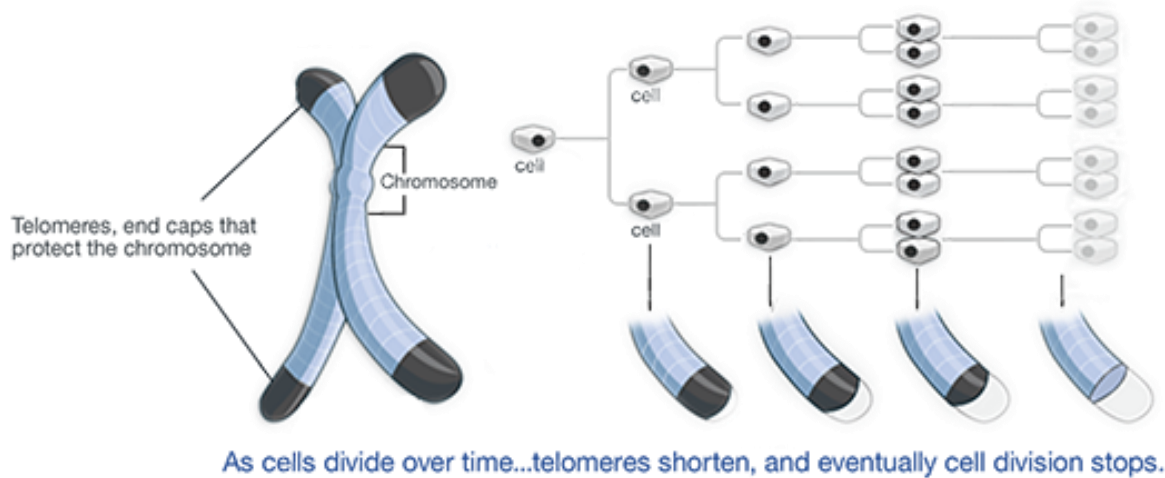 cell
cell
Chromosome
Telomeres, end caps that
protect the chromosome
cell
As cells divide over time...telomeres shorten, and eventually cell division stops.